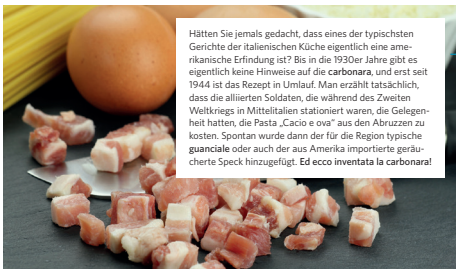 Hätten Sie jemals gedacht, dass eines der typischsten
Gerichte der italienischen Küche eigentlich eine ame-
rikanische Erfindung ist? Bis in die 1930er Jahre gibt es
eigentlich keine Hinweise auf die carbonara, und erst seit
1944 ist das Rezept in Umlauf. Man erzählt tatsächlich,
dass die alliierten Soldaten, die während des Zweiten
Weltkriegs in Mittelitalien stationiert waren, die Gelegen-
heit hatten, die Pasta „Cacio e ova“ aus den Abruzzen zu
kosten. Spontan wurde dann der für die Region typische
guanciale oder auch der aus Amerika importierte geräu-
cherte Speck hinzugefügt. Ed ecco inventata la carbonara!